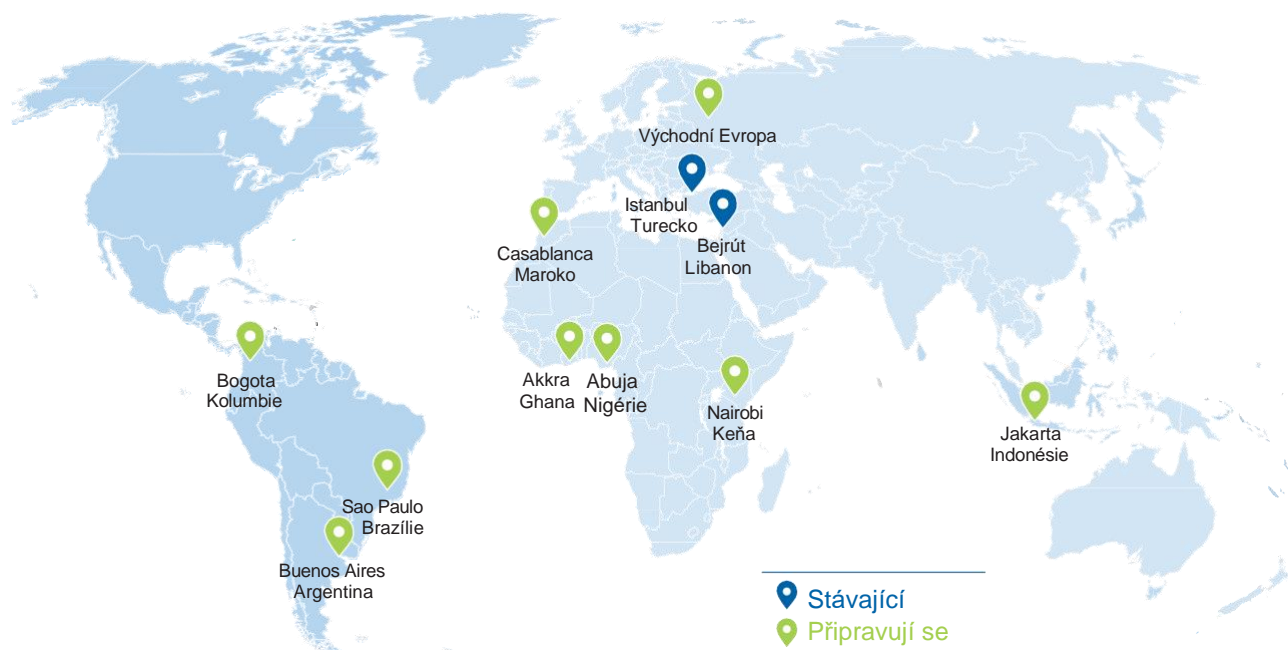 Východní Evropa
Istanbul
Turecko
Bejrút
Libanon
Casablanca
Maroko
Bogota
Kolumbie
Akkra
Ghana
Abuja
Nigérie
Nairobi
Keňa
Jakarta
Indonésie
Sao Paulo
Brazílie
Buenos Aires
Argentina
Stávající
Připravují se